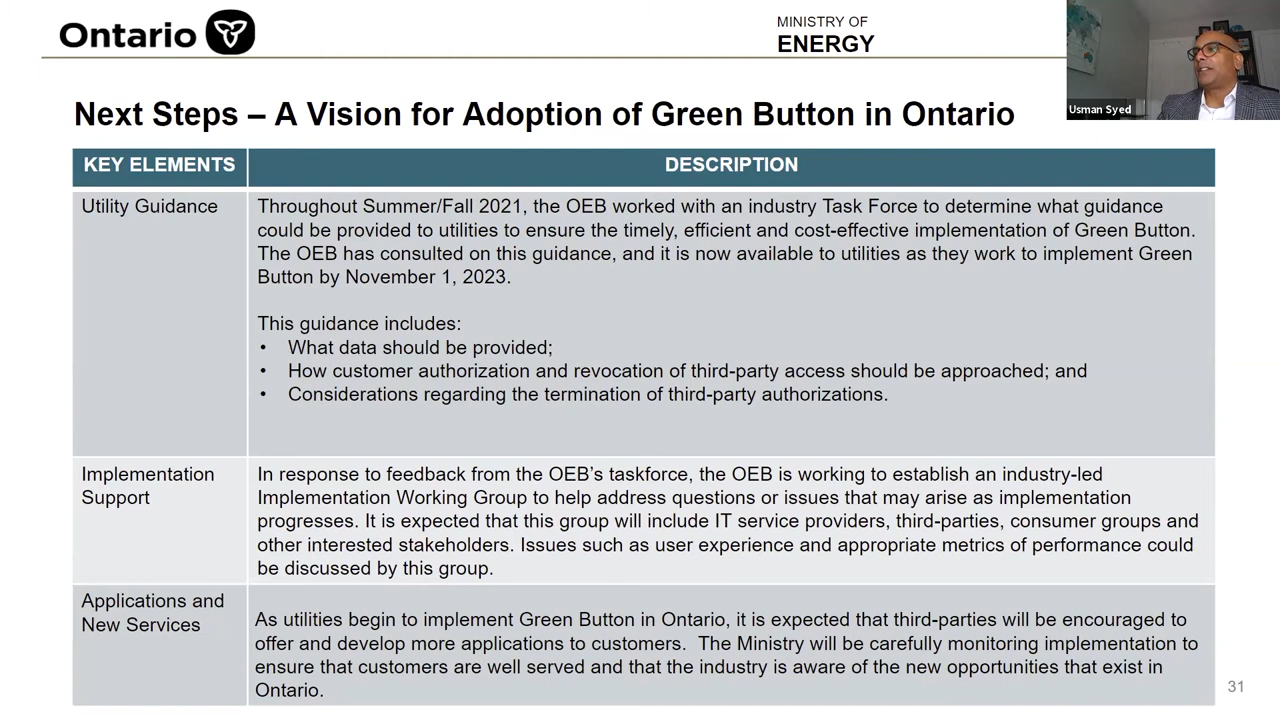 Ontario
MINISTRY OF
ENERGY
Usman Syed
Next Steps – A Vision for Adoption of Green Button in Ontario
KEY ELEMENTS
DESCRIPTION
Utility Guidance
Throughout Summer/Fall 2021, the OEB worked with an industry Task Force to determine what guidance
could be provided to utilities to ensure the timely, efficient and cost-effective implementation of Green Button.
The OEB has consulted on this guidance, and it is now available to utilities as they work to implement Green
Button by November 1, 2023.
This guidance includes:
• What data should be provided;
• How customer authorization and revocation of third-party access should be approached; and
• Considerations regarding the termination of third-party authorizations.
Implementation
Support
In response to feedback from the OEB's taskforce, the OEB is working to establish an industry-led
Implementation Working Group to help address questions or issues that may arise as implementation
progresses. It is expected that this group will include IT service providers, third-parties, consumer groups and
other interested stakeholders. Issues such as user experience and appropriate metrics of performance could
be discussed by this group.
Applications and
New Services
As utilities begin to implement Green Button in Ontario, it is expected that third-parties will be encouraged to
offer and develop more applications to customers. The Ministry will be carefully monitoring implementation to
ensure that customers are well served and that the industry is aware of the new opportunities that exist in
Ontario.
31